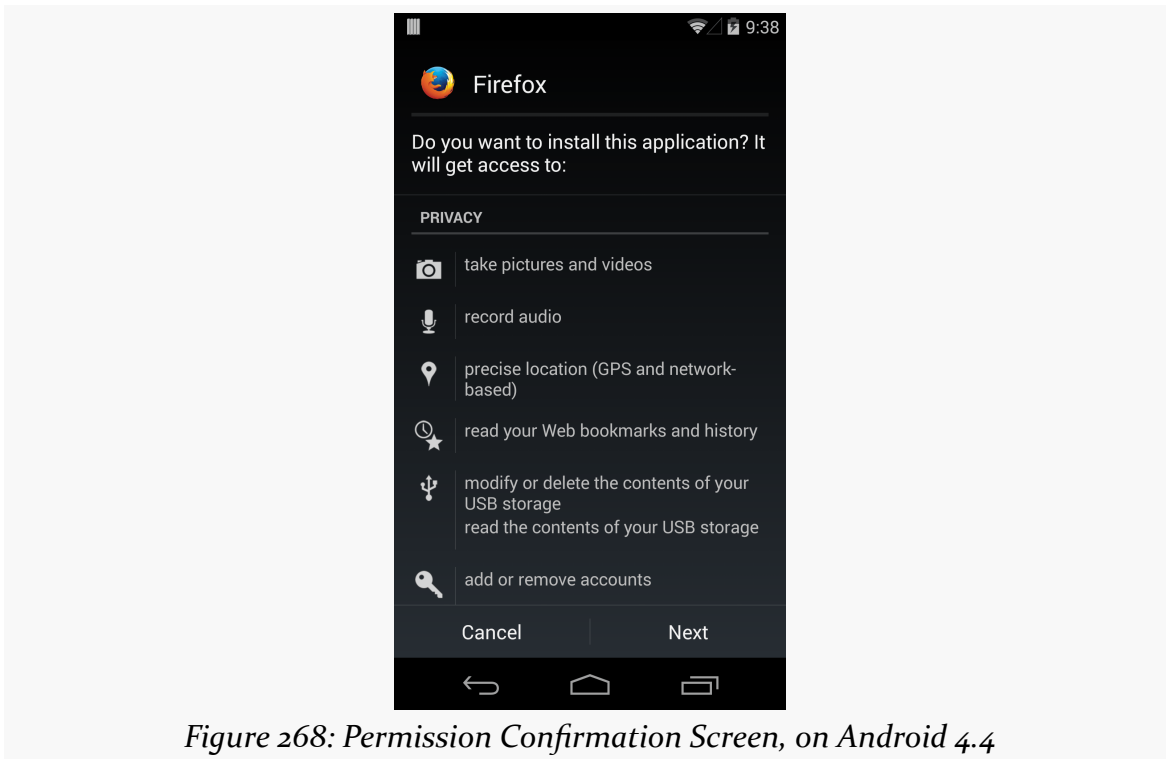 9:38
Firefox
Do you want to install this application? It
will get access to:
PRIVACY
take pictures and videos
record audio
precise location (GPS and network-
based)
read your Web bookmarks and history
modify or delete the contents of your
USB storage
read the contents of your USB storage
add or remove accounts
Cancel
Next
Figure 268: Permission Confirmation Screen, on Android 4.4